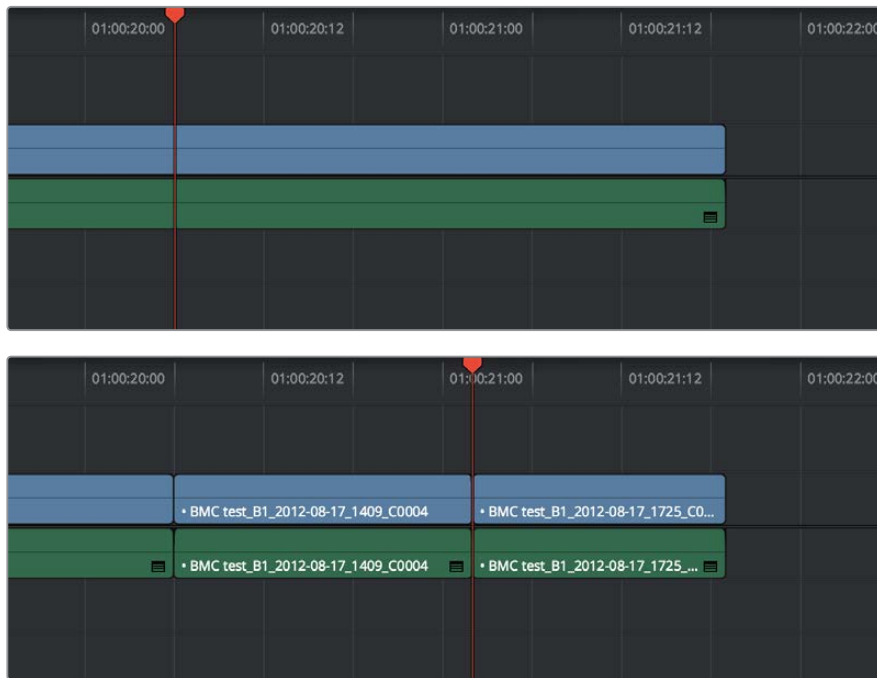 01:00:20:00 01:00:20:12 01:00:21:00 01:00:21:12 01:00:22:00
01:00:20:00 01:00:20:12 01:00:21:00 01:00:21:12 01:00:22:00
• BMC test_B1_2012-08-17_1409_C0004 • BMC test_B1_2012-08-17_1725_C0...
• BMC test_B1_2012-08-17_1409_C0004 • BMC test_B1_2012-08-17_1725_...